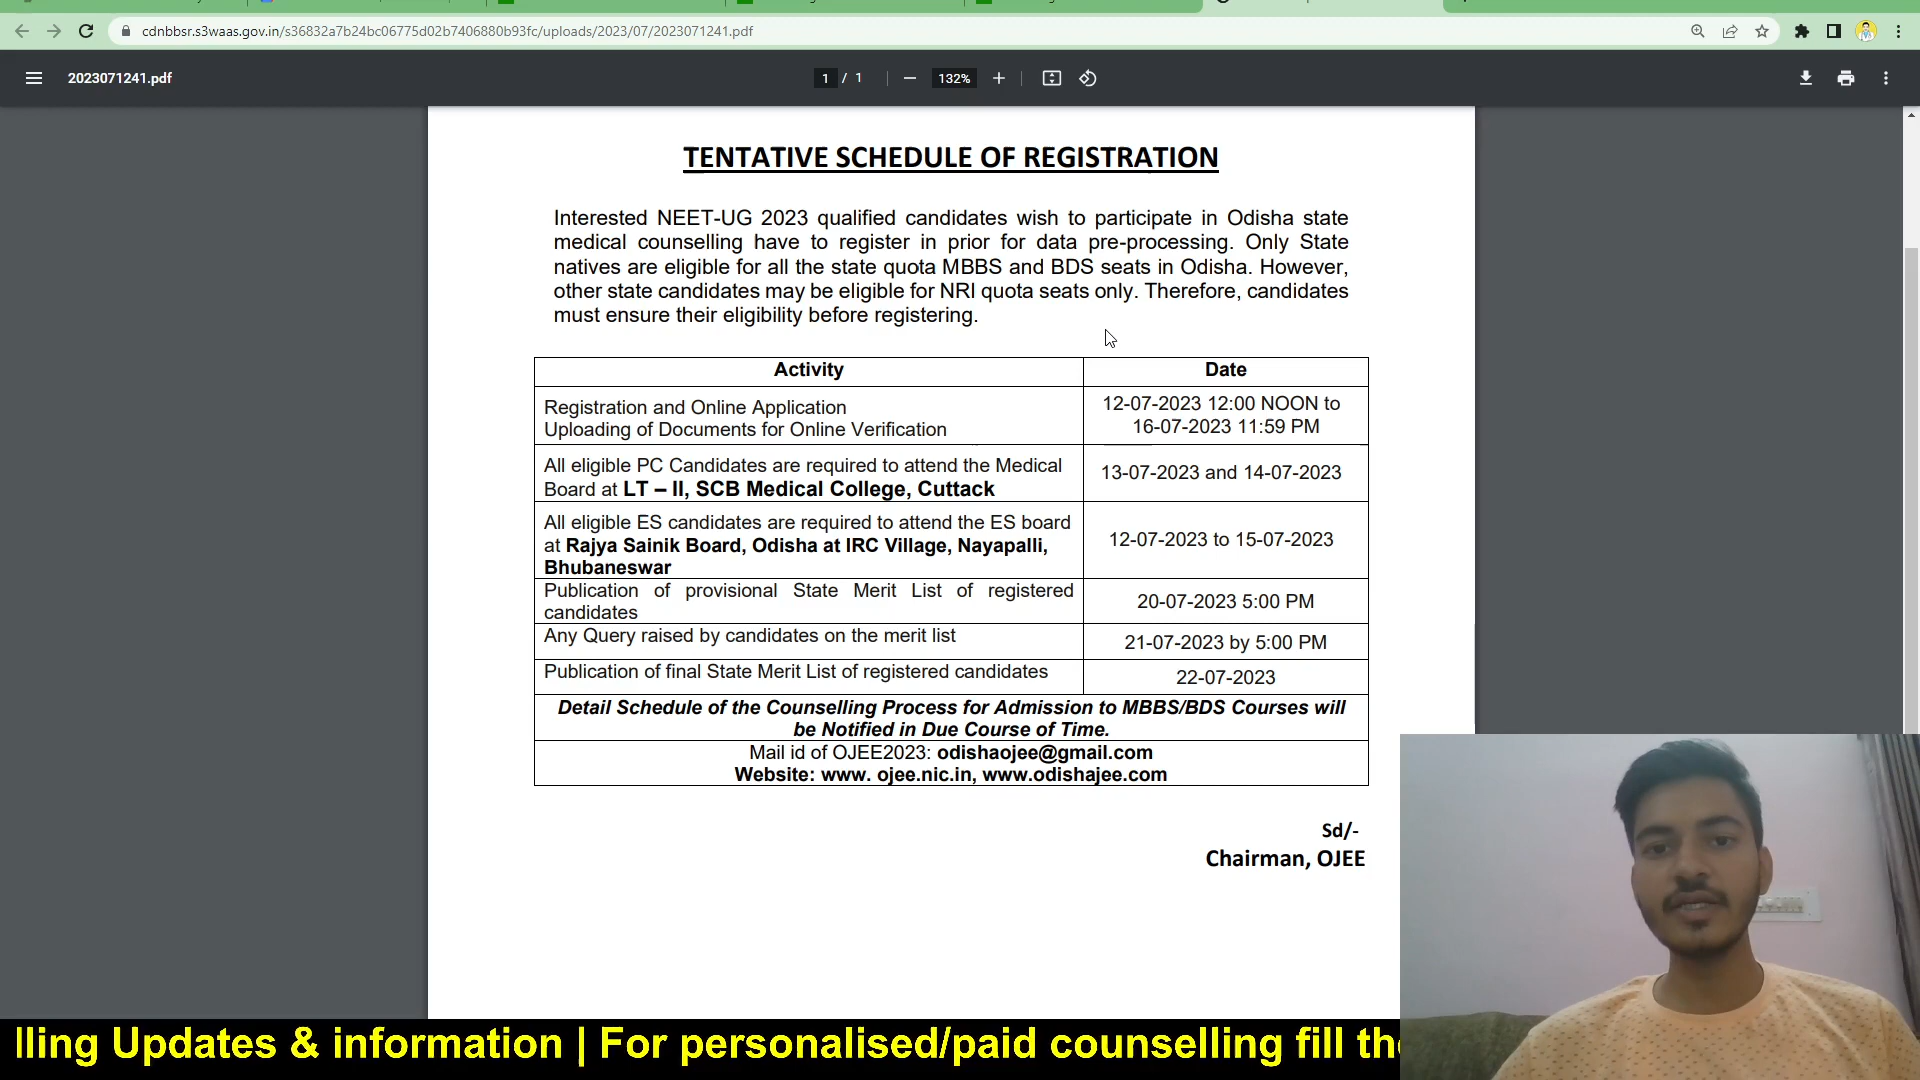 cdnbbsr.s3waas.gov.in/s36832a7b24bc06775d02b7406880b93fc/uploads/2023/07/2023071241.pdf
2023071241.pdf
1 / 1
132%
TENTATIVE SCHEDULE OF REGISTRATION
Interested NEET-UG 2023 qualified candidates wish to participate in Odisha state
medical counselling have to register in prior for data pre-processing. Only State
natives are eligible for all the state quota MBBS and BDS seats in Odisha. However,
other state candidates may be eligible for NRI quota seats only. Therefore, candidates
must ensure their eligibility before registering.
Activity
Date
Registration and Online Application
Uploading of Documents for Online Verification
12-07-2023 12:00 NOON to
16-07-2023 11:59 PM
All eligible PC Candidates are required to attend the Medical
Board at LT – II, SCB Medical College, Cuttack
13-07-2023 and 14-07-2023
All eligible ES candidates are required to attend the ES board
at Rajya Sainik Board, Odisha at IRC Village, Nayapalli,
Bhubaneswar
12-07-2023 to 15-07-2023
Publication of provisional State Merit List of registered
candidates
20-07-2023 5:00 PM
Any Query raised by candidates on the merit list
21-07-2023 by 5:00 PM
Publication of final State Merit List of registered candidates
22-07-2023
Detail Schedule of the Counselling Process for Admission to MBBS/BDS Courses will
be Notified in Due Course of Time.
Mail id of OJEE2023: odishaojee@gmail.com
Website: www. ojee.nic.in, www.odishajee.com
Sd/-
Chairman, OJEE
lling Updates & information | For personalised/paid counselling fill the